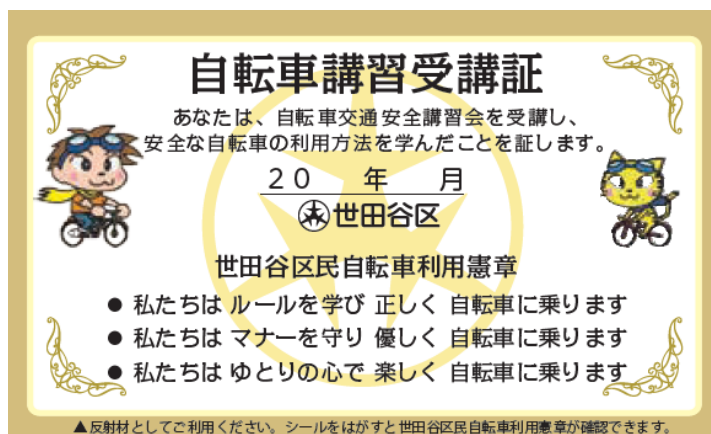 自転車講習受講証
あなたは、自転車交通安全講習会を受講し、
安全な自転車の利用方法を学んだことを証します。
20　　年　　月
世田谷区
世田谷区民自転車利用憲章
● 私たちは ルールを学び 正しく 自転車に乗ります
● 私たちは マナーを守り 優しく 自転車に乗ります
● 私たちは ゆとりの心で 楽しく 自転車に乗ります
▲反射材としてご利用ください。シールをはがすと世田谷区民自転車利用憲章が確認できます。